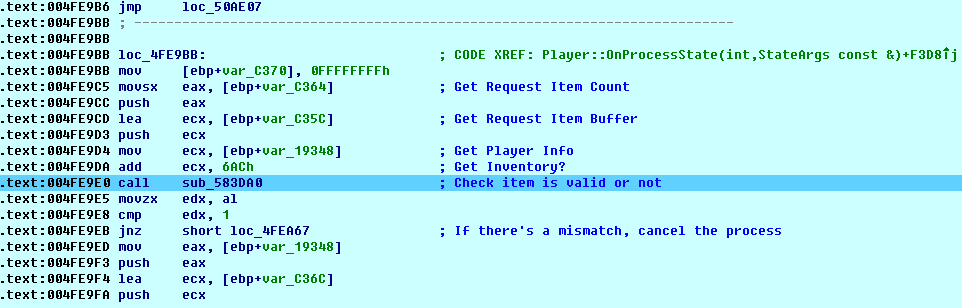 .text:004FE9B6 jmp     loc_50AE07
.text:004FE9BB ; ---------------------------------------------------------------------------
.text:004FE9BB
.text:004FE9BB loc_4FE9BB:                             ; CODE XREF: Player::OnProcessState(int,StateArgs const &)+F3D8↑j
.text:004FE9BB mov     [ebp+var_C370], 0FFFFFFFFh
.text:004FE9C5 movsx   eax, [ebp+var_C364]             ; Get Request Item Count
.text:004FE9CC push    eax
.text:004FE9CD lea     ecx, [ebp+var_C35C]             ; Get Request Item Buffer
.text:004FE9D3 push    ecx
.text:004FE9D4 mov     ecx, [ebp+var_19348]            ; Get Player Info
.text:004FE9DA add     ecx, 6ACh                       ; Get Inventory?
.text:004FE9E0 call    sub_583DA0                      ; Check item is valid or not
.text:004FE9E5 movzx   edx, al
.text:004FE9E8 cmp     edx, 1
.text:004FE9EB jnz     short loc_4FEA67                ; If there's a mismatch, cancel the process
.text:004FE9ED mov     eax, [ebp+var_19348]
.text:004FE9F3 push    eax
.text:004FE9F4 lea     ecx, [ebp+var_C36C]
.text:004FE9FA push    ecx